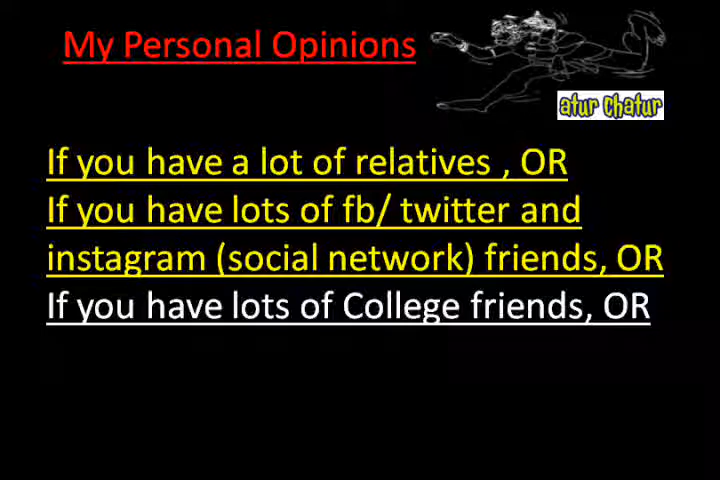 My Personal Opinions
atur chatur
If you have a lot of relatives , OR
If you have lots of fb/ twitter and
instagram (social network) friends, OR
If you have lots of College friends, OR